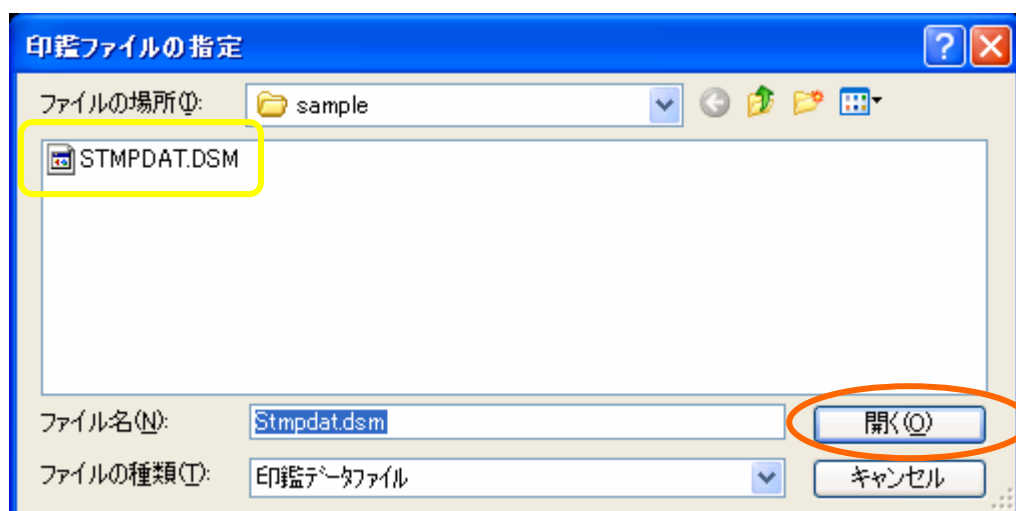 印鑑ファイルの指定
ファイルの場所(I):
sample
STMPDAT.DSM
ファイル名(N):
Stmpdat.dsm
開く(O)
ファイルの種類(T):
印鑑ﾃﾞｰﾀﾌｧｲﾙ
キャンセル